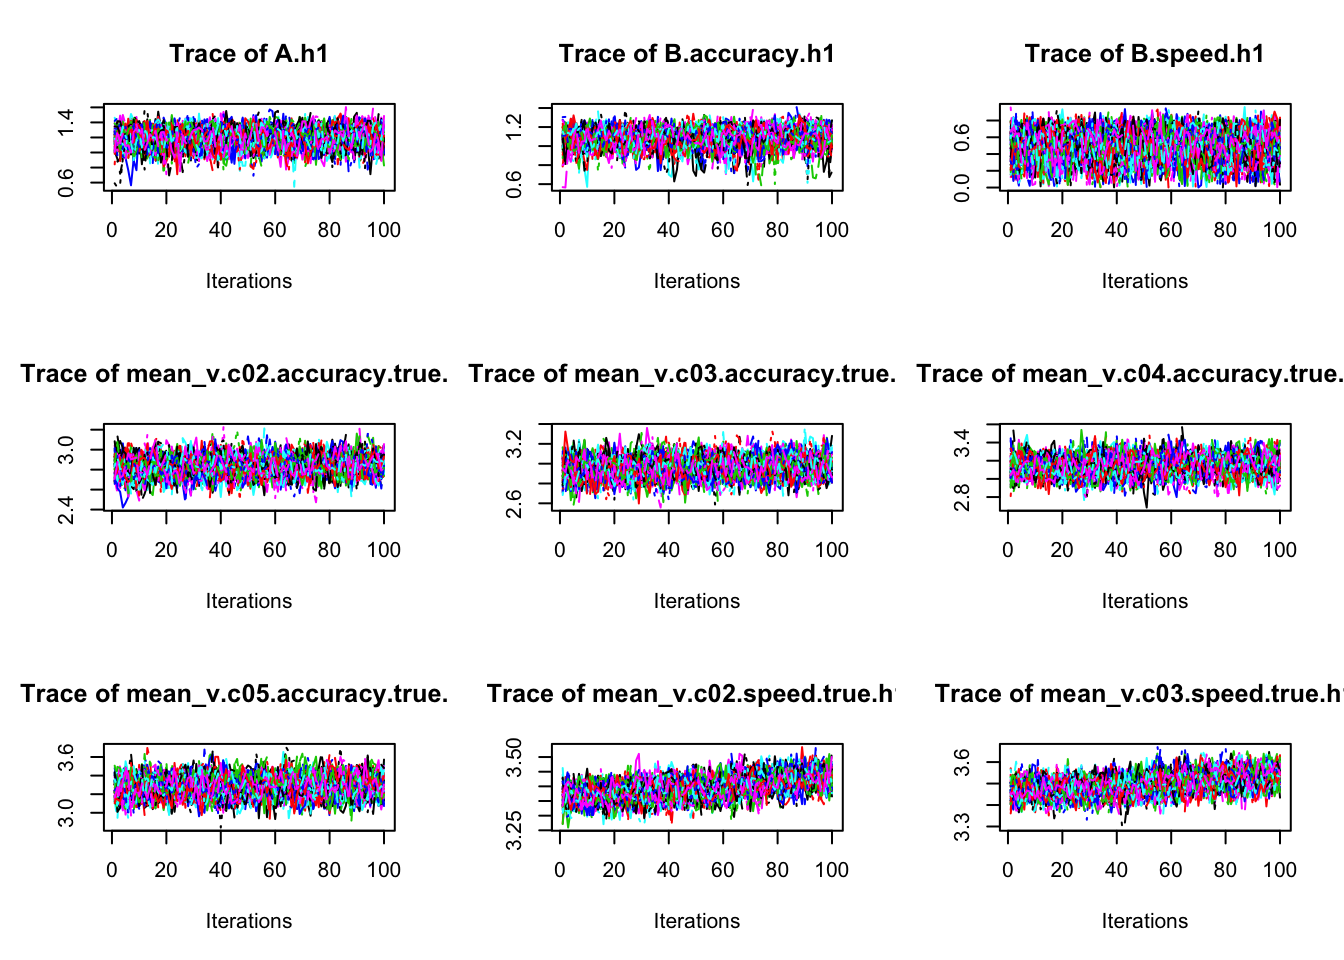 Trace of A.h1
Trace of B.accuracy.h1
Trace of B.speed.h1
0.6 1.4
0.6 1.2
0.0 0.6
0 20 40 60 80 100
0 20 40 60 80 100
0 20 40 60 80 100
Iterations
Iterations
Iterations
Trace of mean_v.c02.accuracy.true.
Trace of mean_v.c03.accuracy.true.
Trace of mean_v.c04.accuracy.true.
2.4 3.0
2.6 3.2
2.8 3.4
0 20 40 60 80 100
0 20 40 60 80 100
0 20 40 60 80 100
Iterations
Iterations
Iterations
Trace of mean_v.c05.accuracy.true.
Trace of mean_v.c02.speed.true.h
Trace of mean_v.c03.speed.true.h
3.0 3.6
3.25 3.50
3.3 3.6
0 20 40 60 80 100
0 20 40 60 80 100
0 20 40 60 80 100
Iterations
Iterations
Iterations